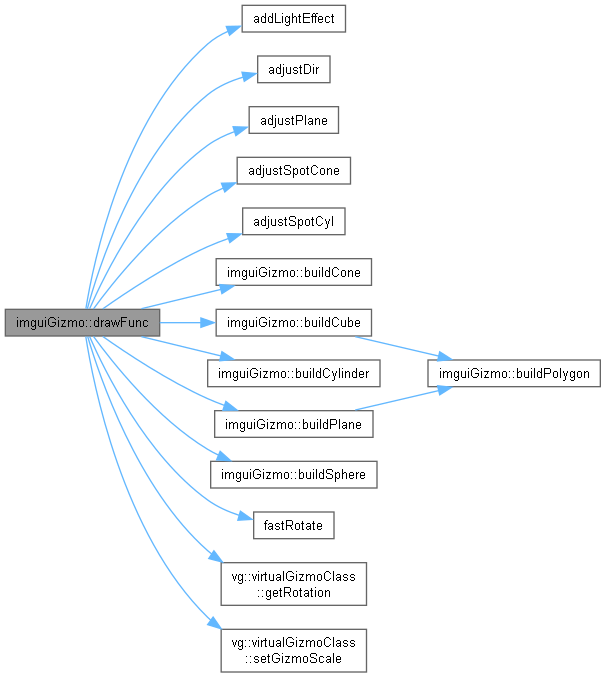 addLightEffect
adjustDir
adjustPlane
adjustSpotCone
adjustSpotCyl
imguiGizmo::buildCone
imguiGizmo::drawFunc
imguiGizmo::buildCube
imguiGizmo::buildCylinder
imguiGizmo::buildPolygon
imguiGizmo::buildPlane
imguiGizmo::buildSphere
fastRotate
vg::virtualGizmoClass
::getRotation
vg::virtualGizmoClass
::setGizmoScale